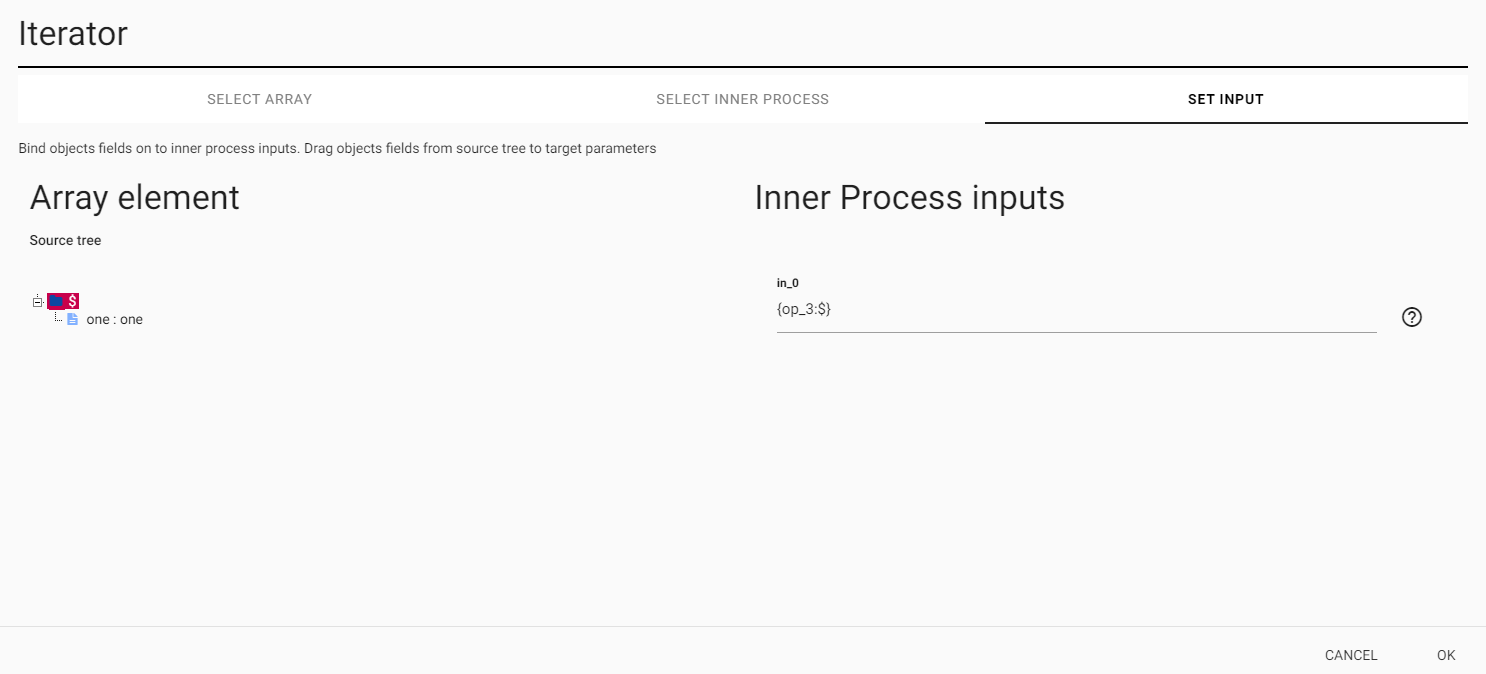 Iterator
SELECT ARRAY
SELECT INNER PROCESS
SET INPUT
Bind objects fields on to inner process inputs. Drag objects fields from source tree to target parameters
Array element
Inner Process inputs
Source tree
in_0
$
{op_3:$}
one : one
CANCEL
OK